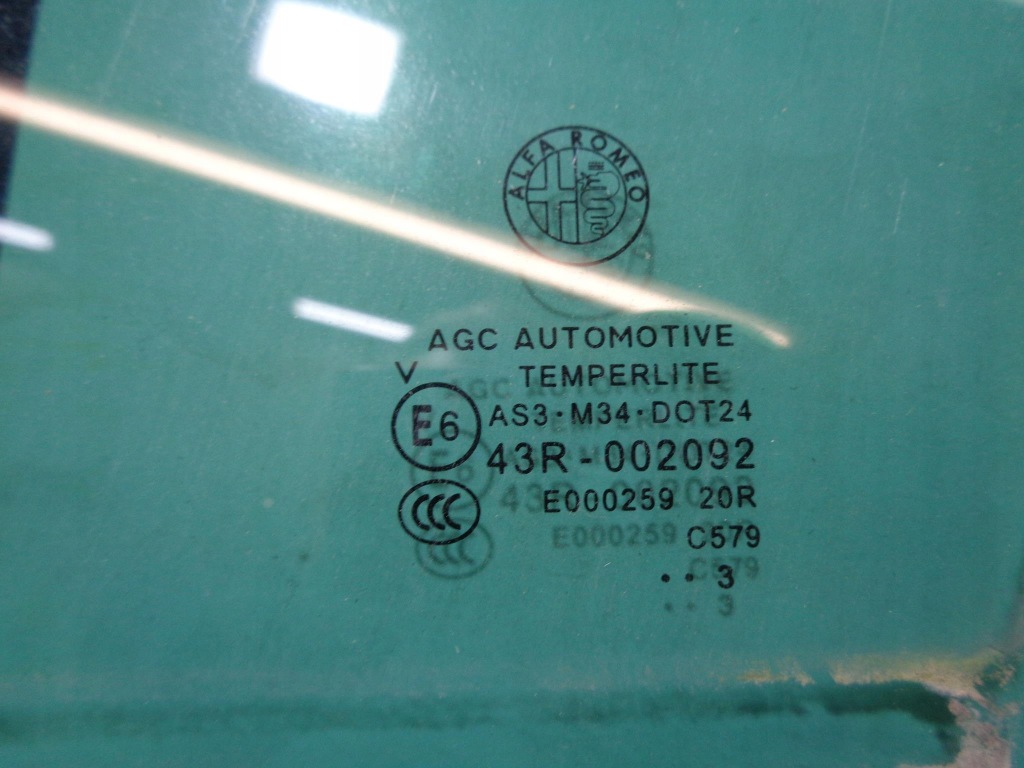 ALFA ROMEO
AGC AUTOMOTIVE
V TEMPERLITE
E6 AS3·M34·DOT24
43R-002092
CCC E000259 20R
C579
·· 3